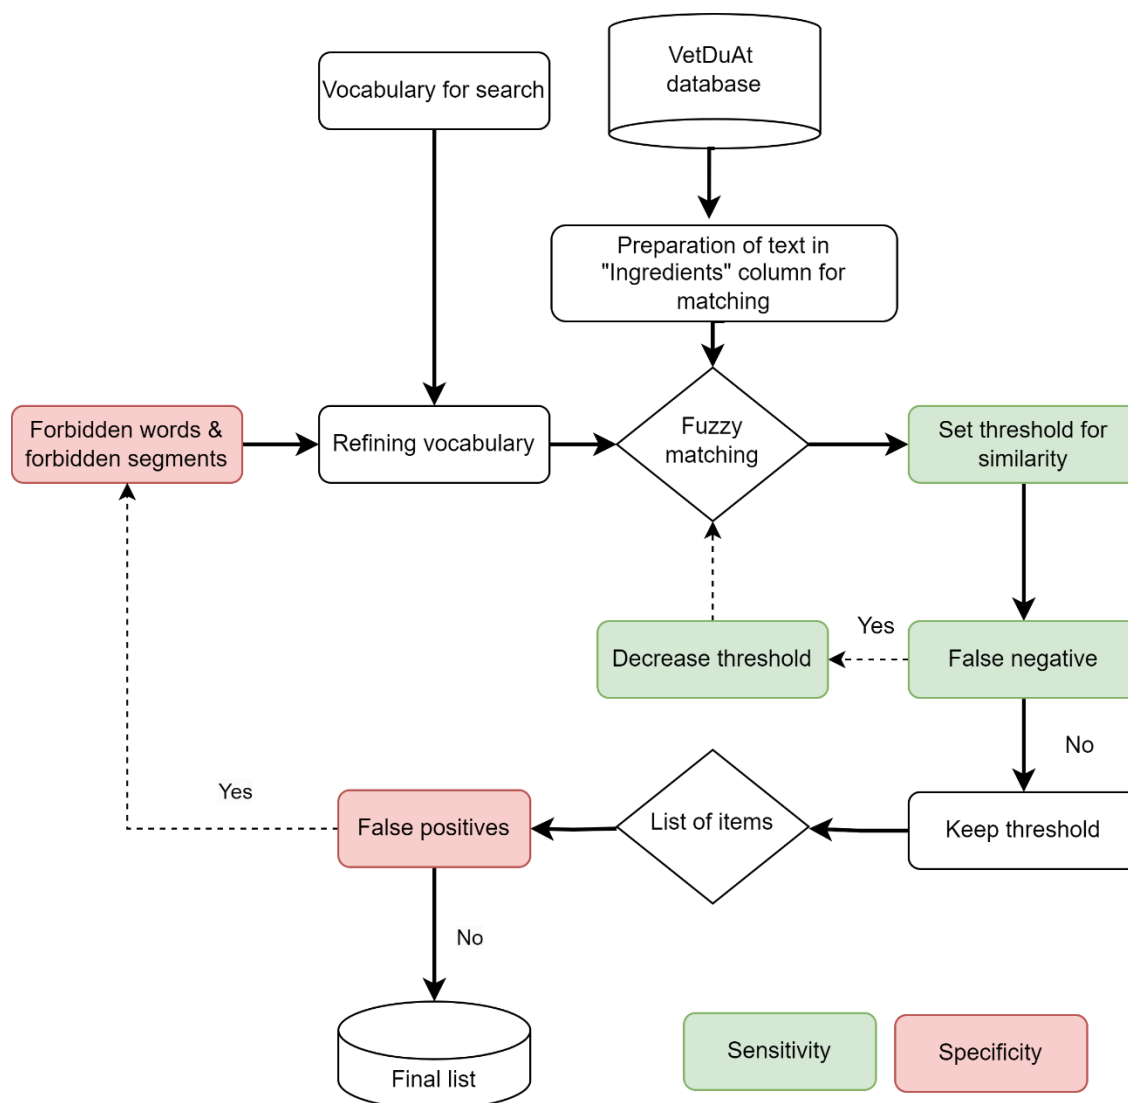 VetDuAt
database
Vocabulary for search
Preparation of text in
"Ingredients" column for
matching
Forbidden words &
forbidden segments
Refining vocabulary
Fuzzy
matching
Set threshold for
similarity
Yes
Decrease threshold
False negative
No
Yes
False positives
List of items
Keep threshold
No
Final list
Sensitivity
Specificity